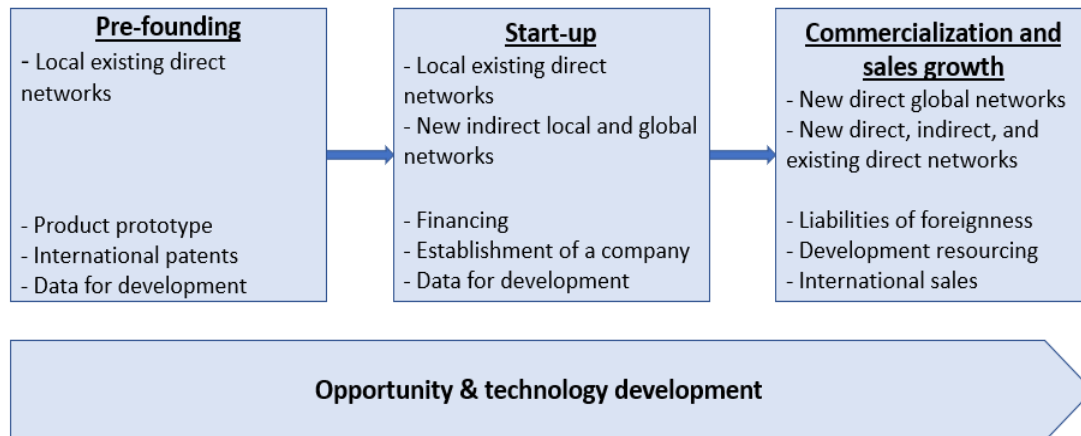 Pre-founding
- Local existing direct
networks
- Product prototype
- International patents
- Data for development
Start-up
- Local existing direct
networks
- New indirect local and global
networks
- Financing
- Establishment of a company
- Data for development
Commercialization and
sales growth
- New direct global networks
- New direct, indirect, and
existing direct networks
- Liabilities of foreignness
- Development resourcing
- International sales
Opportunity & technology development